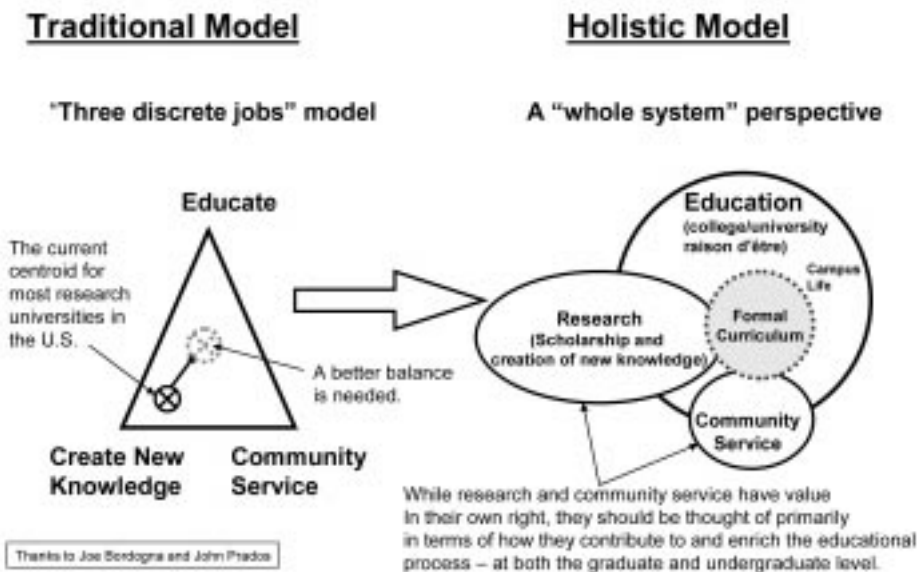 Traditional Model
"Three discrete jobs" model
Educate
The current
centroid for
most research
universities in
the U.S.
A better balance
is needed.
Create New
Knowledge
Community
Service
Thanks to Joe Bordogna and John Prados
Holistic Model
A "whole system" perspective
Education
(college/university
raison d'être)
Campus
Life
Research
(Scholarship and
creation of new knowledge)
Formal
Curriculum
Community
Service
While research and community service have value
In their own right, they should be thought of primarily
in terms of how they contribute to and enrich the educational
process – at both the graduate and undergraduate level.